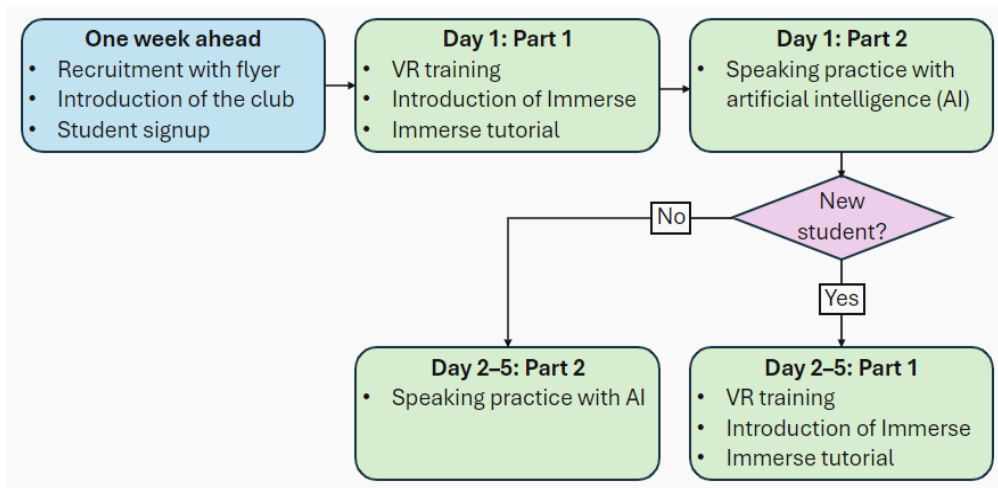 One week ahead
• Recruitment with flyer
• Introduction of the club
• Student signup
Day 1: Part 1
• VR training
• Introduction of Immerse
• Immerse tutorial
Day 1: Part 2
• Speaking practice with
artificial intelligence (AI)
New
student?
No
Yes
Day 2–5: Part 2
• Speaking practice with AI
Day 2–5: Part 1
• VR training
• Introduction of Immerse
• Immerse tutorial